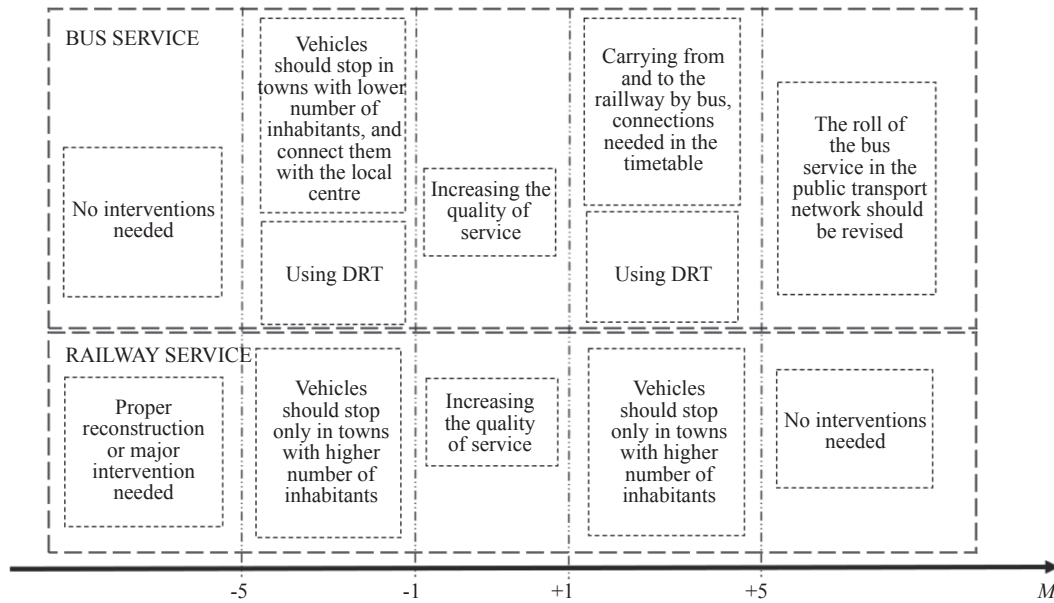 BUS SERVICE
No interventions
needed
Vehicles
should stop in
towns with lower
number of
inhabitants, and
connect them
with the local
centre
Using DRT
Increasing the
quality of
service
Carrying from
and to the
raillway by bus,
connections
needed in the
timetable
Using DRT
The roll of
the bus
service in the
public transport
network should
be revised
RAILWAY SERVICE
Proper
reconstruction
or major
intervention
needed
Vehicles
should stop
only in towns
with higher
number of
inhabitants
Increasing
the quality
of service
Vehicles
should stop
only in towns
with higher
number of
inhabitants
No interventions
needed
-5 -1 +1 +5 M